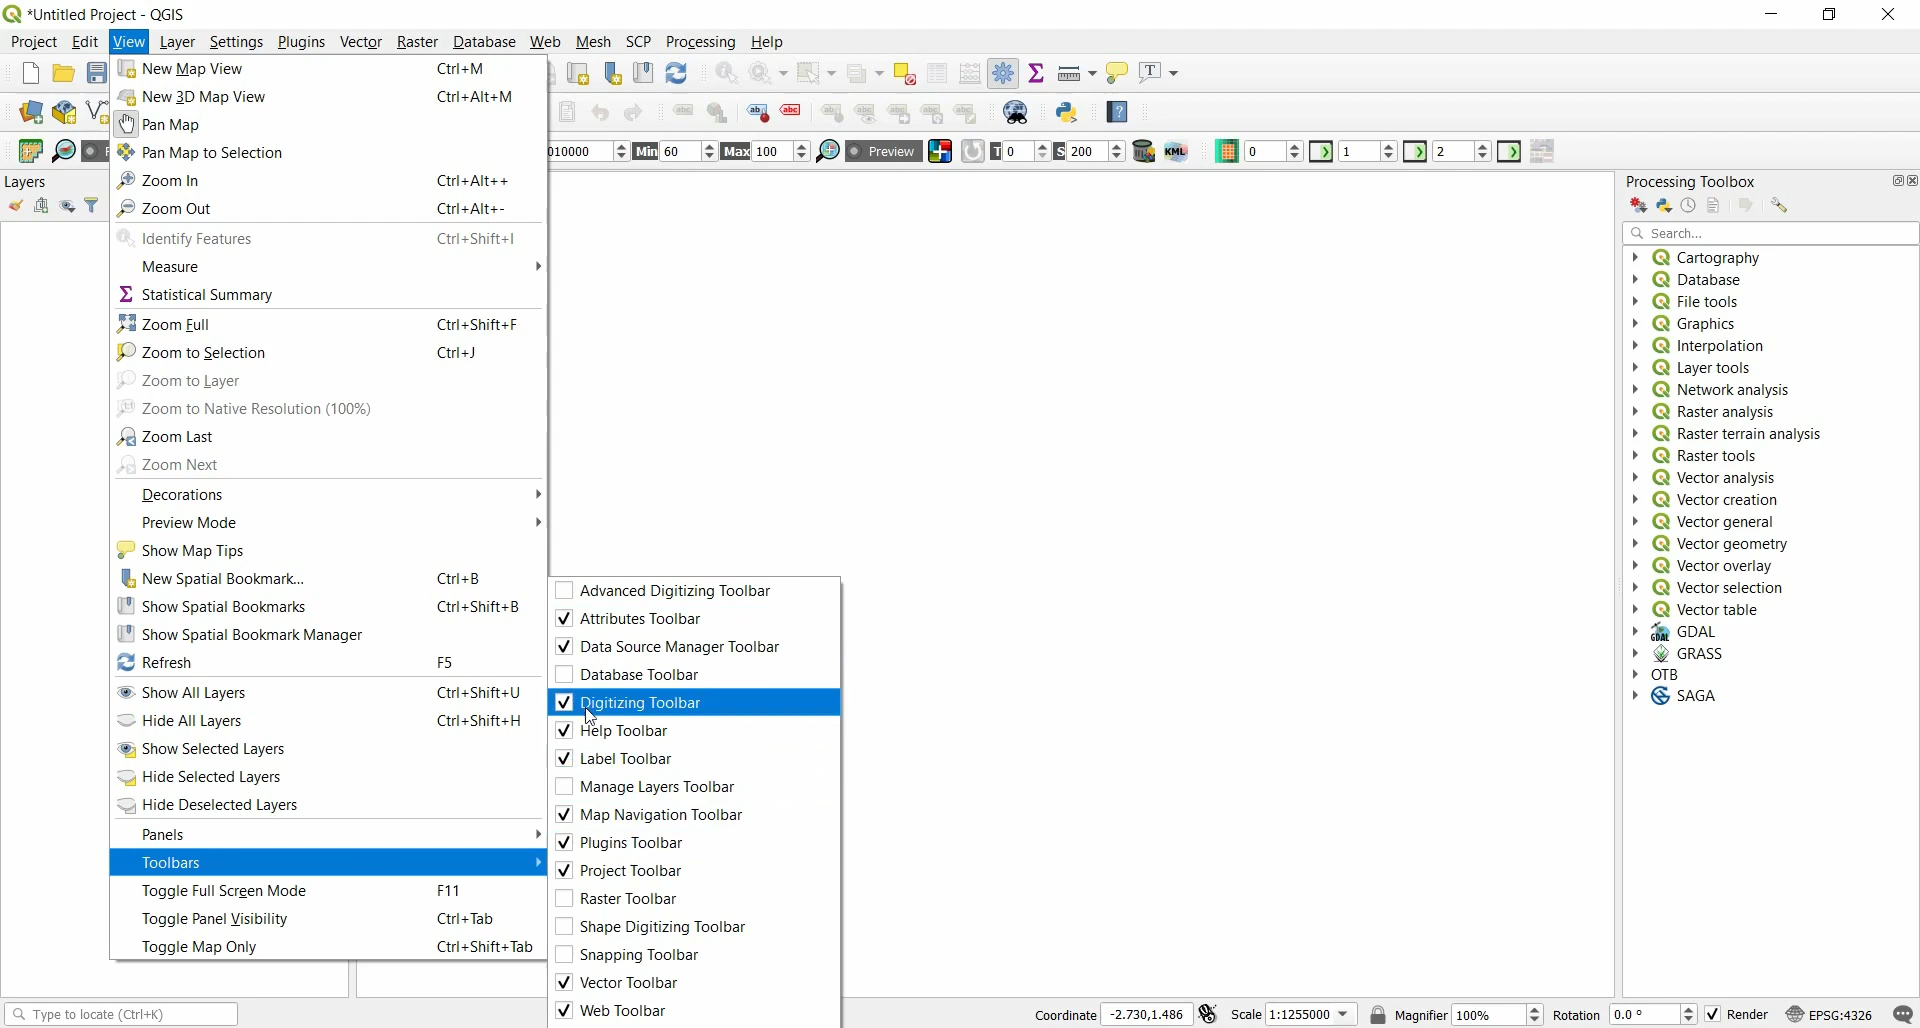 *Untitled Project - QGIS
Project Edit View Layer Settings Plugins Vector Raster Database Web Mesh SCP Processing Help
New Map View Ctrl+M
New 3D Map View Ctrl+Alt+M
Pan Map
Pan Map to Selection
Zoom In Ctrl+Alt++
Zoom Out Ctrl+Alt+-
Identify Features Ctrl+Shift+I
Measure
Statistical Summary
Zoom Full Ctrl+Shift+F
Zoom to Selection Ctrl+J
Zoom to Layer
Zoom to Native Resolution (100%)
Zoom Last
Zoom Next
Decorations
Preview Mode
Show Map Tips
New Spatial Bookmark... Ctrl+B
Show Spatial Bookmarks Ctrl+Shift+B
Show Spatial Bookmark Manager
Refresh F5
Show All Layers Ctrl+Shift+U
Hide All Layers Ctrl+Shift+H
Show Selected Layers
Hide Selected Layers
Hide Deselected Layers
Panels
Toolbars
Toggle Full Screen Mode F11
Toggle Panel Visibility Ctrl+Tab
Toggle Map Only Ctrl+Shift+Tab
Advanced Digitizing Toolbar
Attributes Toolbar
Data Source Manager Toolbar
Database Toolbar
Digitizing Toolbar
Help Toolbar
Label Toolbar
Manage Layers Toolbar
Map Navigation Toolbar
Plugins Toolbar
Project Toolbar
Raster Toolbar
Shape Digitizing Toolbar
Snapping Toolbar
Vector Toolbar
Web Toolbar
010000 Min 60 Max 100 Preview T 0 S 200 KML 0 1 2
Layers
Processing Toolbox
Search...
Cartography
Database
File tools
Graphics
Interpolation
Layer tools
Network analysis
Raster analysis
Raster terrain analysis
Raster tools
Vector analysis
Vector creation
Vector general
Vector geometry
Vector overlay
Vector selection
Vector table
GDAL
GRASS
OTB
SAGA
Type to locate (Ctrl+K)
Coordinate -2.730,1.486 Scale 1:1255000 Magnifier 100% Rotation 0.0 ° Render EPSG:4326